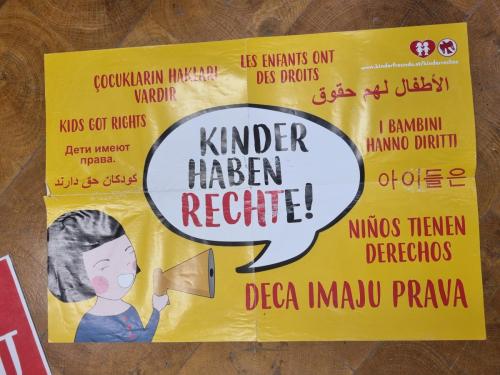 LES ENFANTS ONT
DES DROITS
www.kinderfreunde.at/kinderrechte
ÇOCUKLARIN HAKLARI
VARDIR
الأطفال لهم حقوق
KIDS GOT RIGHTS
Дети имеют
права.
کودکان حق دارند
KINDER
HABEN
RECHTE!
I BAMBINI
HANNO DIRITTI
아이들은
NIÑOS TIENEN
DERECHOS
DECA IMAJU PRAVA